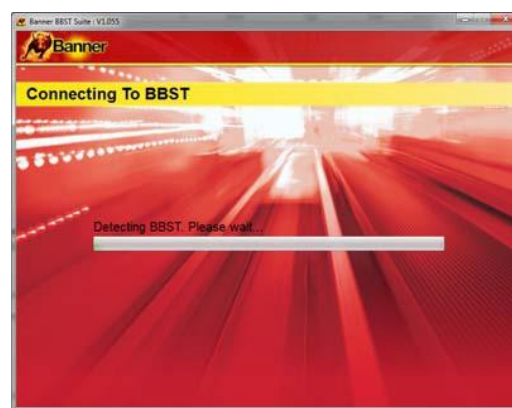 Banner BBST Suite : V1.055
Banner
Connecting To BBST
Detecting BBST. Please wait...